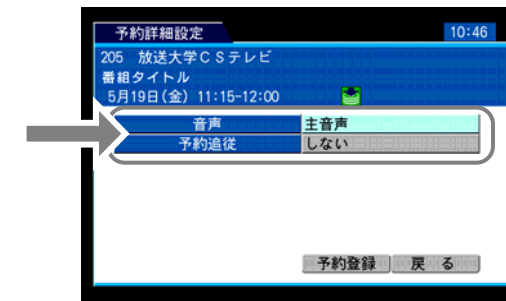 予約詳細設定 10:46
205 放送大学CSテレビ
番組タイトル
5月19日(金) 11:15-12:00
音声 主音声
予約追従 しない
予約登録 戻る